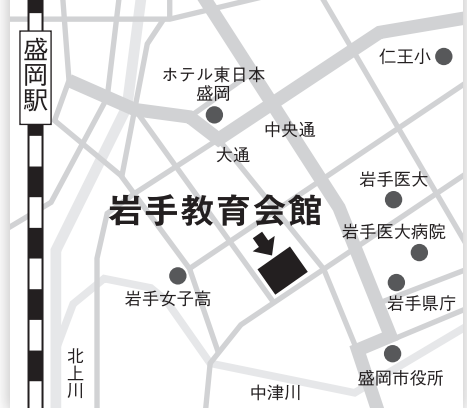 盛岡駅
仁王小
ホテル東日本
盛岡
中央通
大通
岩手医大
岩手教育会館
岩手医大病院
岩手女子高
岩手県庁
北上川
盛岡市役所
中津川